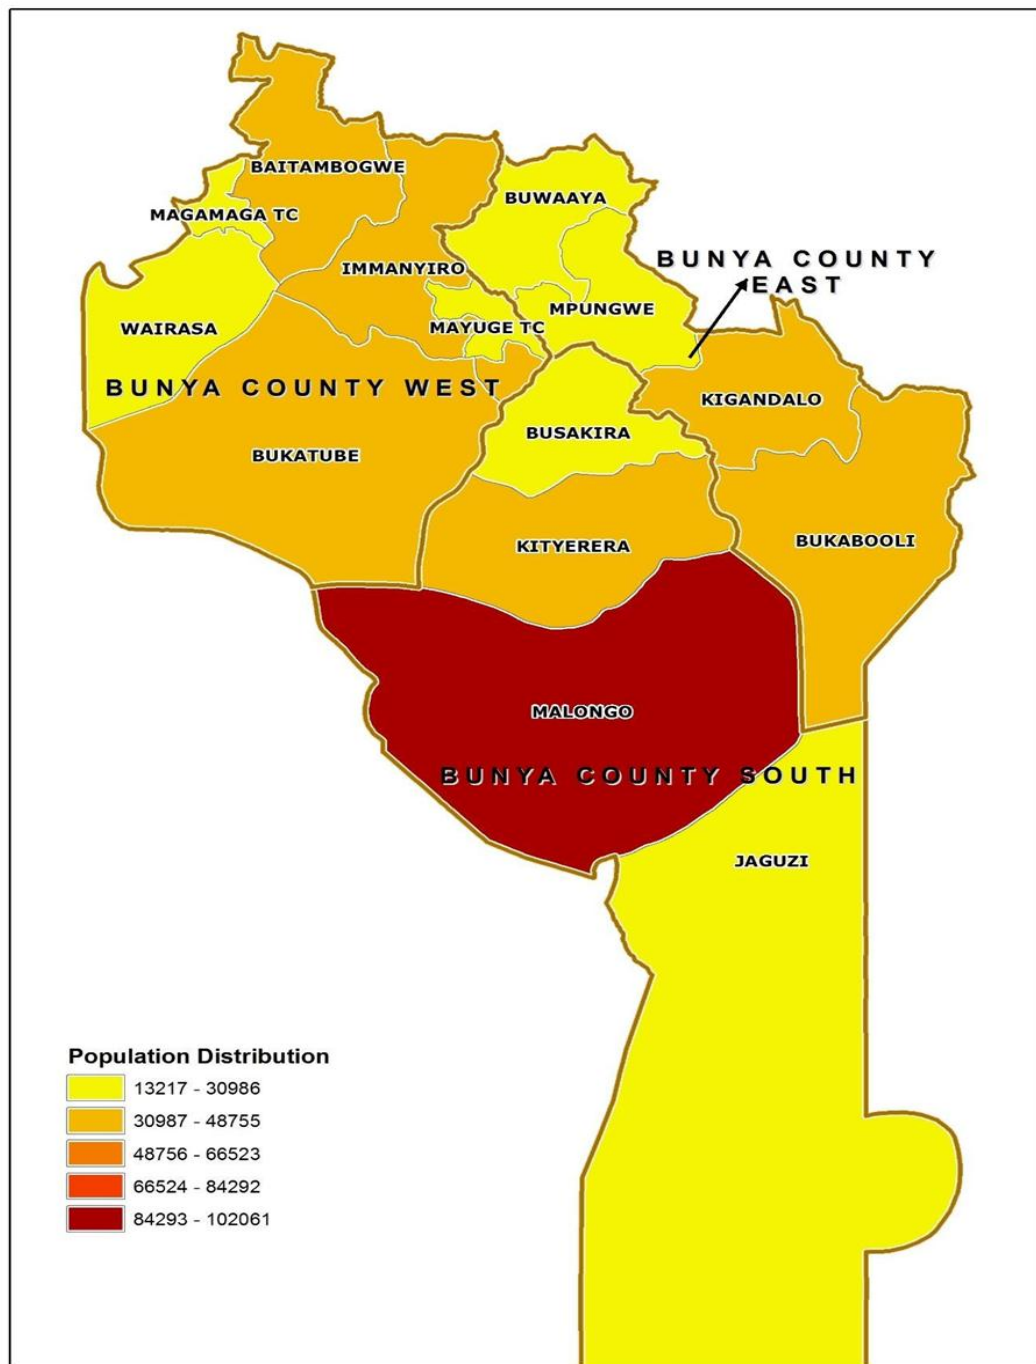 BAITAMBOGWE
BUWAAYA
MAGAMAGA TC
BUNYA COUNTY
EAST
IMMANYIRO
MPUNGWE
WAIRASA
MAYUGE TC
BUNYA COUNTY WEST
KIGANDALO
BUSAKIRA
BUKATUBE
BUKABOOLI
KITYERERA
MALONGO
BUNYA COUNTY SOUTH
JAGUZI
Population Distribution
13217 - 30986
30987 - 48755
48756 - 66523
66524 - 84292
84293 - 102061